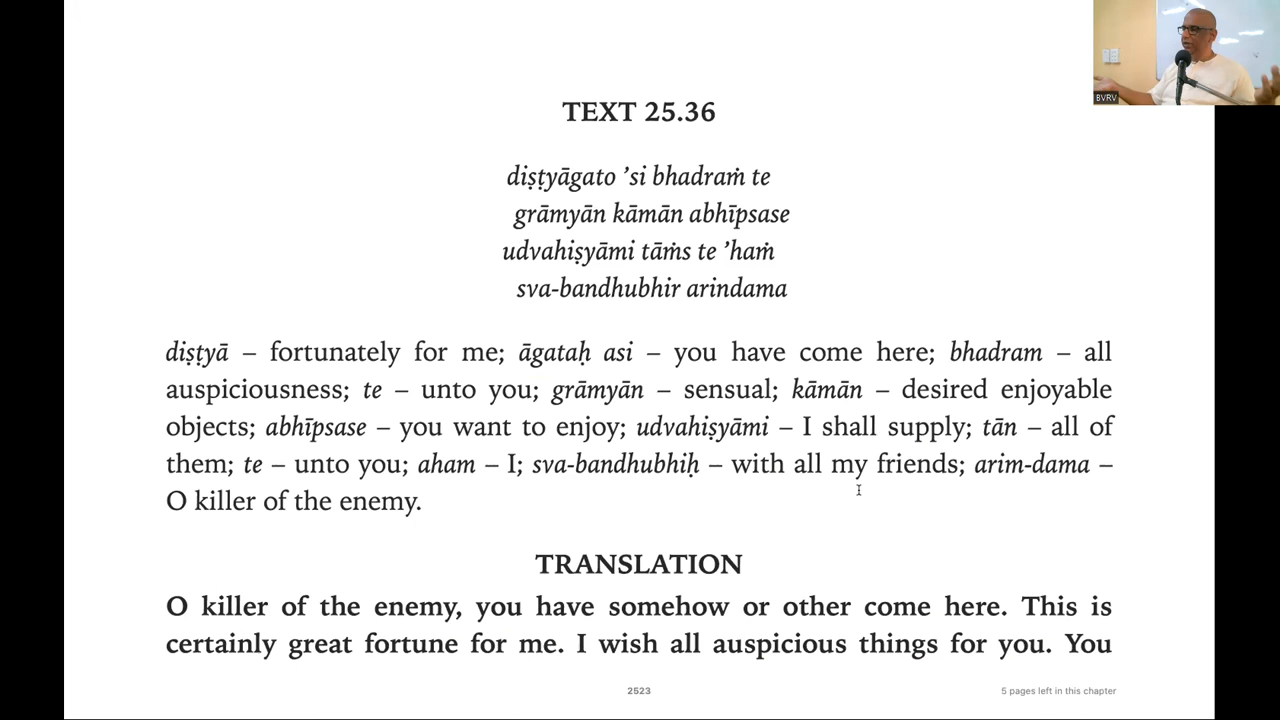 BVRV
TEXT 25.36
diṣṭyāgato ’si bhadraṁ te
grāmyān kāmān abhīpsase
udvahiṣyāmi tāṁs te ’haṁ
sva-bandhubhir arindama
diṣṭyā – fortunately for me; āgataḥ asi – you have come here; bhadram – all
auspiciousness; te – unto you; grāmyān – sensual; kāmān – desired enjoyable
objects; abhīpsase – you want to enjoy; udvahiṣyāmi – I shall supply; tān – all of
them; te – unto you; aham – I; sva-bandhubhiḥ – with all my friends; arim-dama –
O killer of the enemy.
TRANSLATION
O killer of the enemy, you have somehow or other come here. This is
certainly great fortune for me. I wish all auspicious things for you. You
2523
5 pages left in this chapter